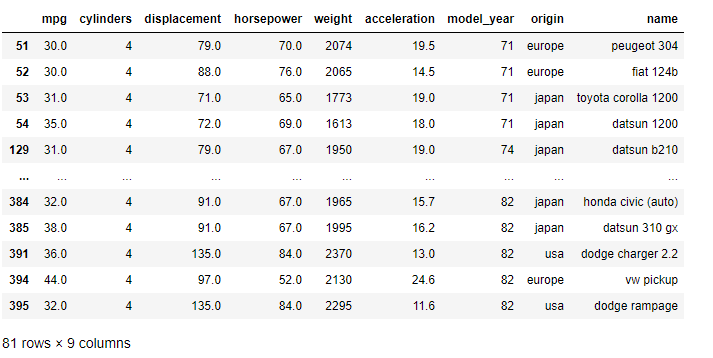 mpg cylinders displacement horsepower weight acceleration model_year origin name
51 30.0 4 79.0 70.0 2074 19.5 71 europe peugeot 304
52 30.0 4 88.0 76.0 2065 14.5 71 europe fiat 124b
53 31.0 4 71.0 65.0 1773 19.0 71 japan toyota corolla 1200
54 35.0 4 72.0 69.0 1613 18.0 71 japan datsun 1200
129 31.0 4 79.0 67.0 1950 19.0 74 japan datsun b210
... ... ... ... ... ... ... ... ... ...
384 32.0 4 91.0 67.0 1965 15.7 82 japan honda civic (auto)
385 38.0 4 91.0 67.0 1995 16.2 82 japan datsun 310 gx
391 36.0 4 135.0 84.0 2370 13.0 82 usa dodge charger 2.2
394 44.0 4 97.0 52.0 2130 24.6 82 europe vw pickup
395 32.0 4 135.0 84.0 2295 11.6 82 usa dodge rampage
81 rows × 9 columns